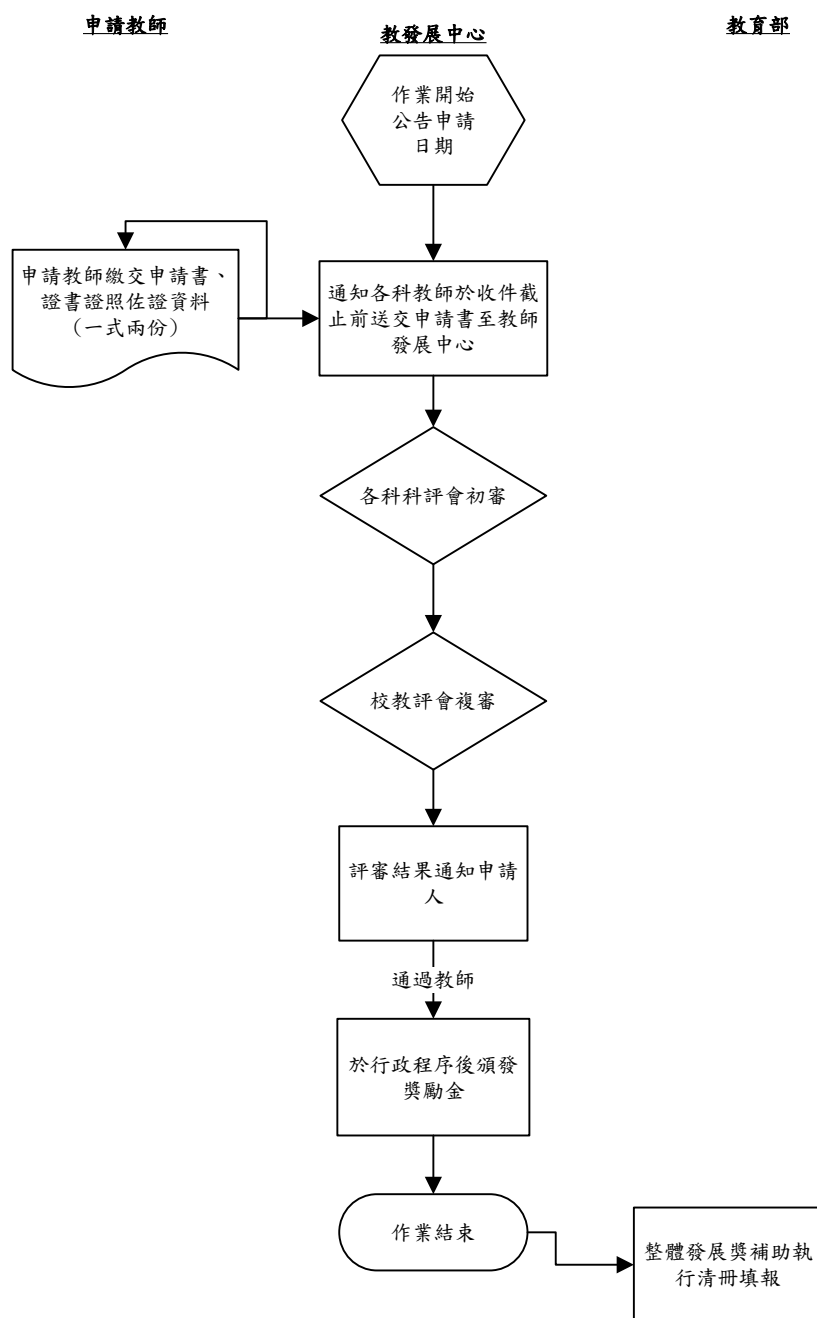 申請教師
教發展中心
教育部
作業開始
公告申請
日期
申請教師繳交申請書、
證書證照佐證資料
（一式兩份）
通知各科教師於收件截
止前送交申請書至教師
發展中心
各科科評會初審
校教評會複審
評審結果通知申請
人
通過教師
於行政程序後頒發
獎勵金
作業結束
整體發展獎補助執
行清冊填報